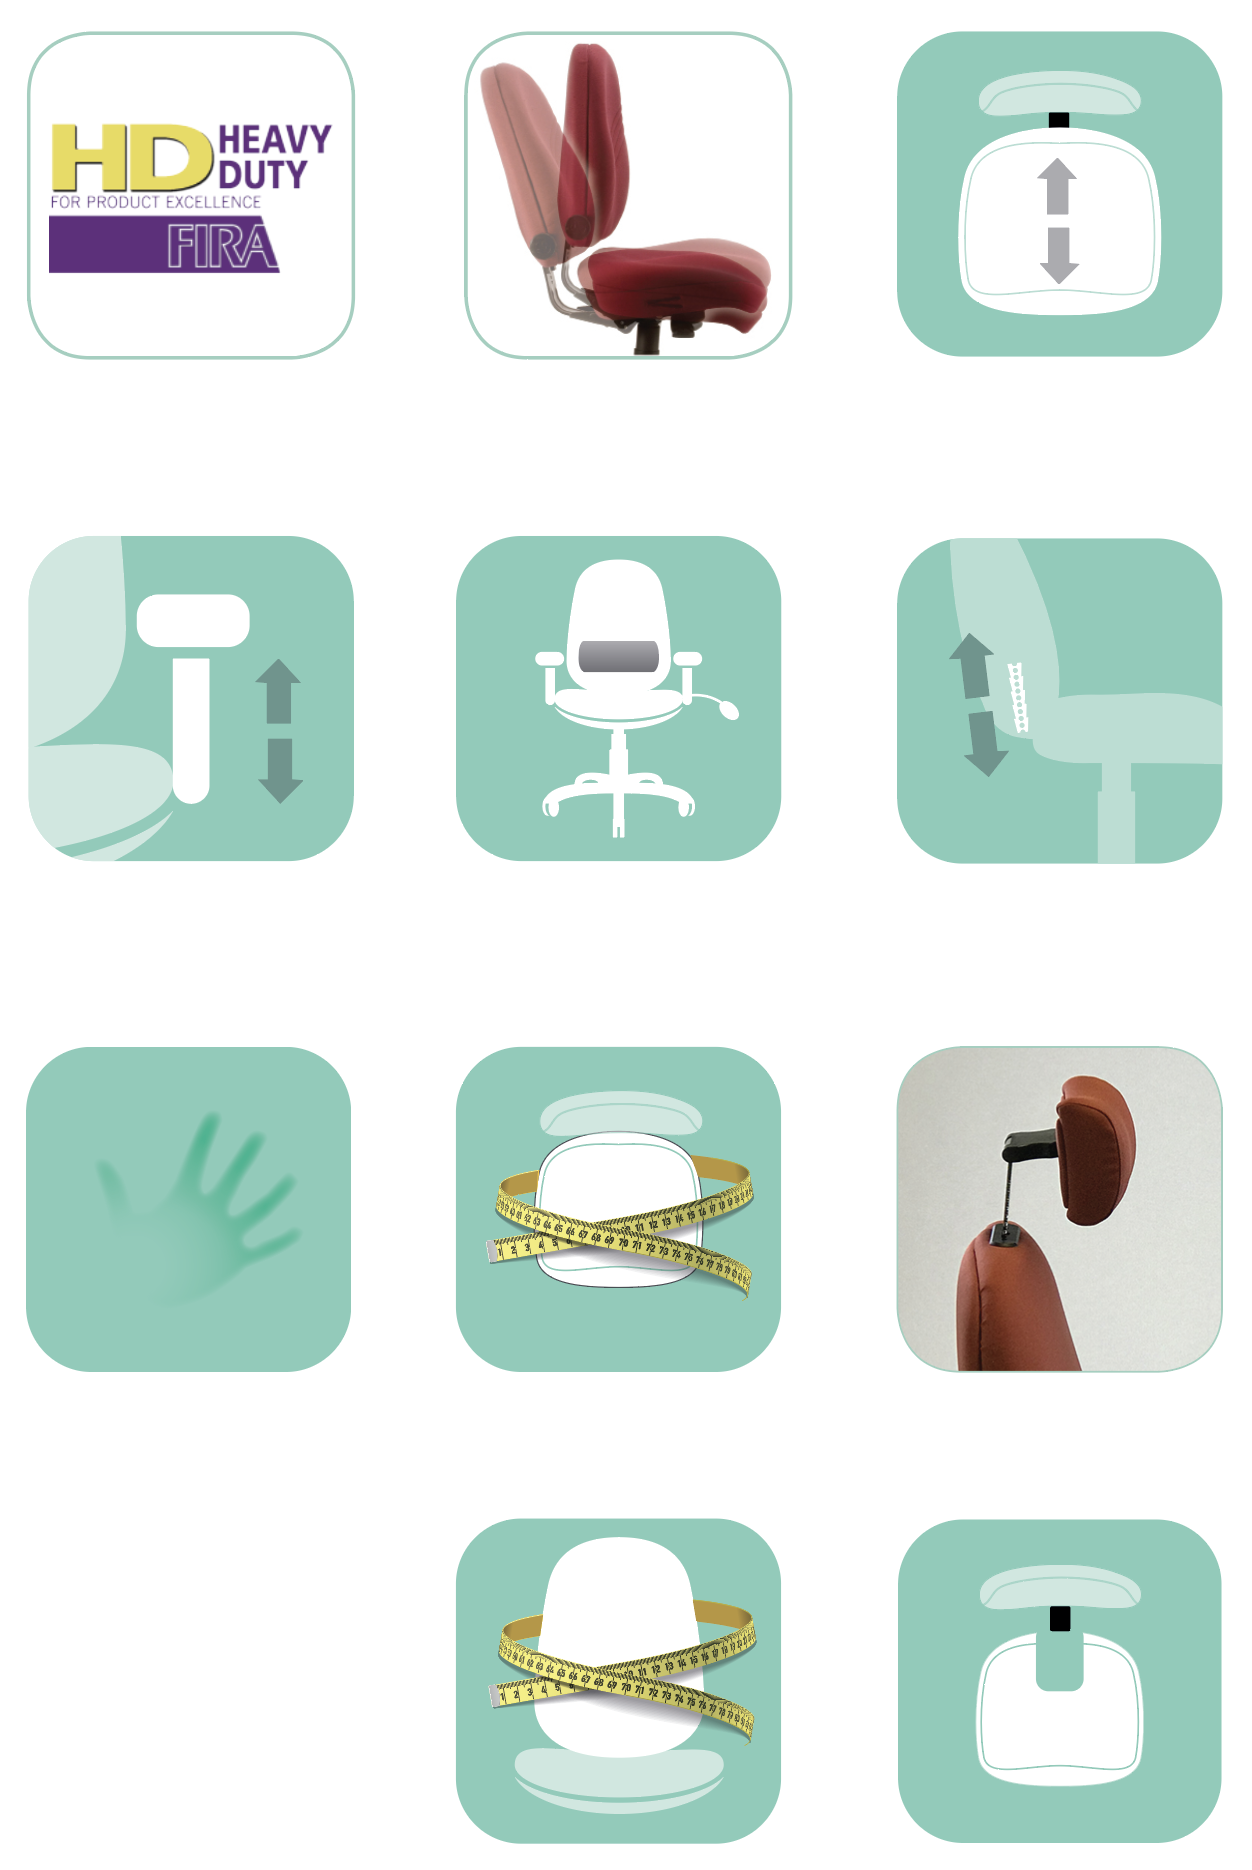 HD HEAVY
DUTY
FOR PRODUCT EXCELLENCE
FIRA